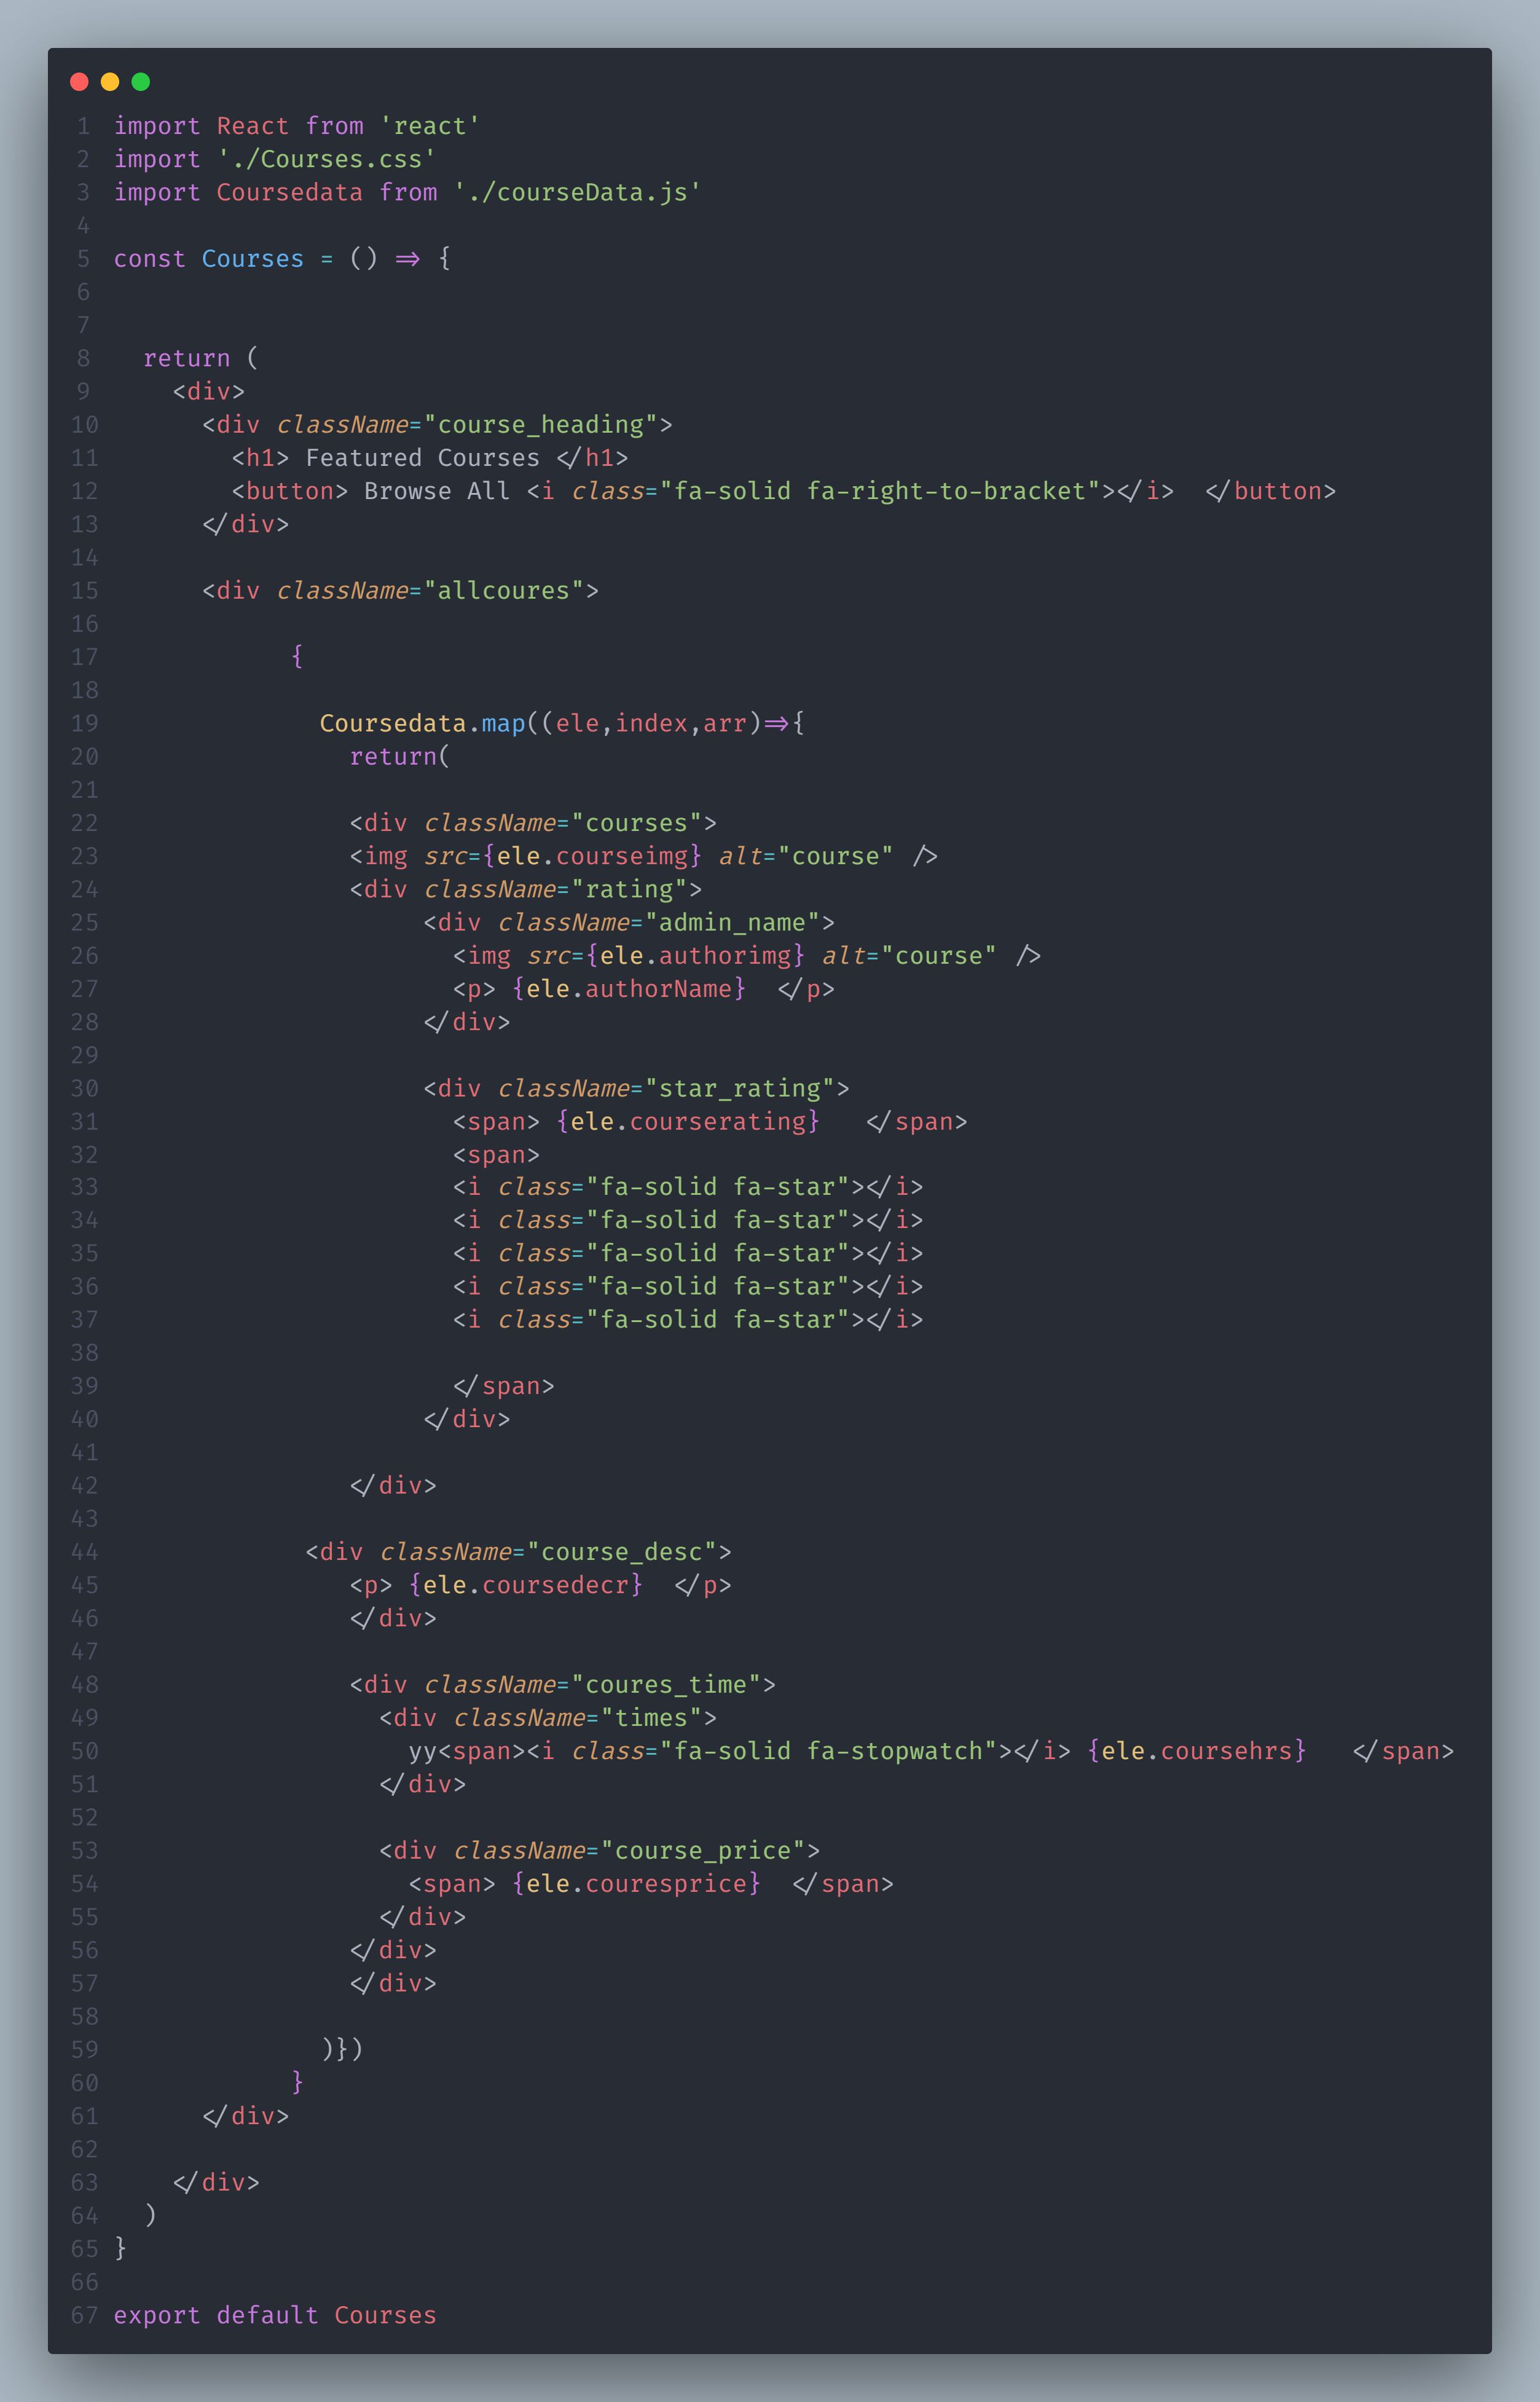 1 import React from 'react'
2 import './Courses.css'
3 import Coursedata from './courseData.js'
4
5 const Courses = () => {
6
7
8   return (
9     <div>
10       <div className="course_heading">
11         <h1> Featured Courses </h1>
12         <button> Browse All <i class="fa-solid fa-right-to-bracket"></i>  </button>
13       </div>
14
15       <div className="allcoures">
16
17             {
18
19               Coursedata.map((ele,index,arr)=>{
20                 return(
21
22                 <div className="courses">
23                 <img src={ele.courseimg} alt="course" />
24                 <div className="rating">
25                      <div className="admin_name">
26                        <img src={ele.authorimg} alt="course" />
27                        <p> {ele.authorName}  </p>
28                      </div>
29
30                      <div className="star_rating">
31                        <span> {ele.courserating}   </span>
32                        <span>
33                        <i class="fa-solid fa-star"></i>
34                        <i class="fa-solid fa-star"></i>
35                        <i class="fa-solid fa-star"></i>
36                        <i class="fa-solid fa-star"></i>
37                        <i class="fa-solid fa-star"></i>
38
39                        </span>
40                      </div>
41
42                 </div>
43
44              <div className="course_desc">
45                 <p> {ele.coursedecr}  </p>
46                 </div>
47
48                 <div className="coures_time">
49                   <div className="times">
50                     yy<span><i class="fa-solid fa-stopwatch"></i> {ele.coursehrs}   </span>
51                   </div>
52
53                   <div className="course_price">
54                     <span> {ele.couresprice}  </span>
55                   </div>
56                 </div>
57                 </div>
58
59               )})
60             }
61       </div>
62
63     </div>
64   )
65 }
66
67 export default Courses